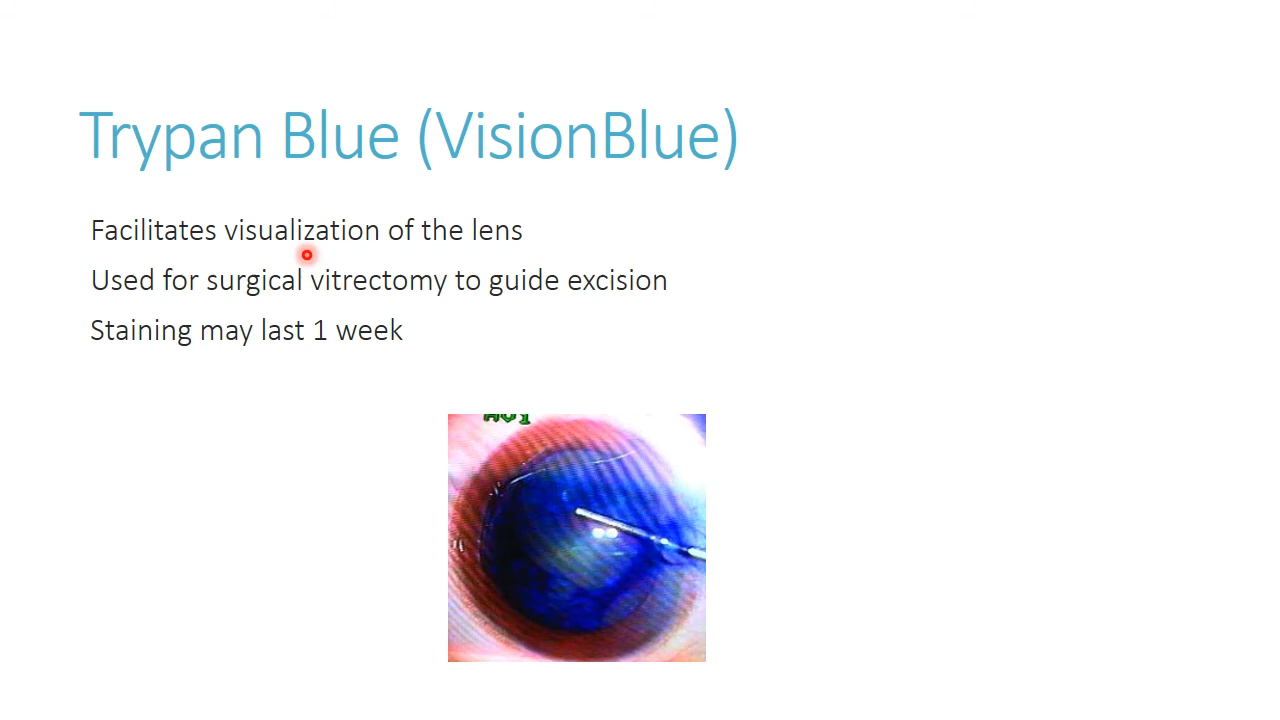 Trypan Blue (VisionBlue)
Facilitates visualization of the lens
Used for surgical vitrectomy to guide excision
Staining may last 1 week